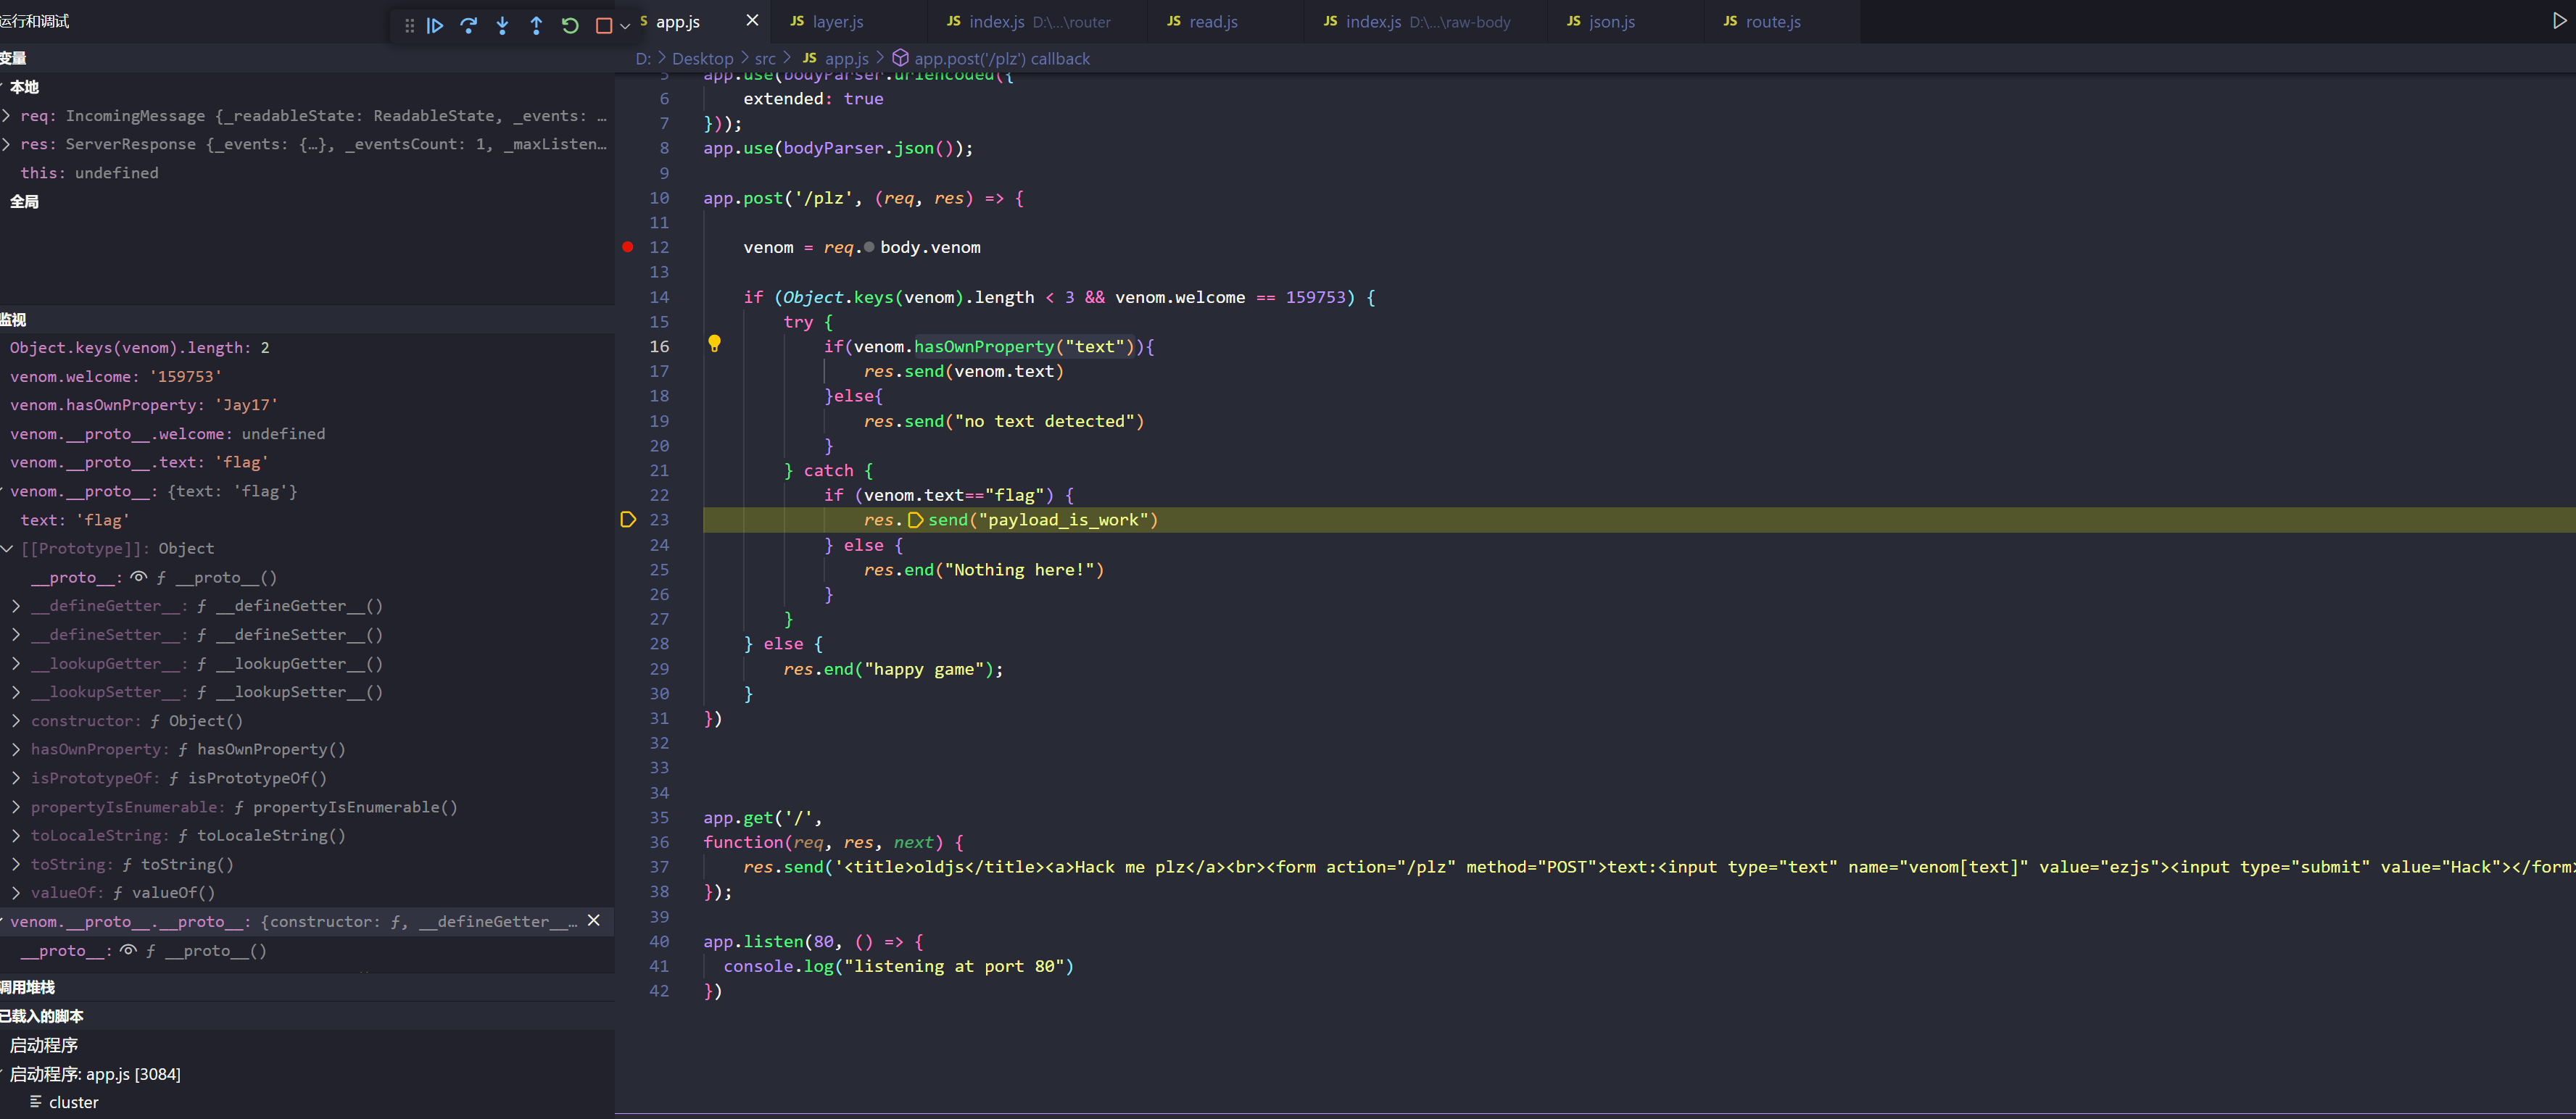 运行和调试
变量
本地
req: IncomingMessage {_readableState: ReadableState, _events: …
res: ServerResponse {_events: {…}, _eventsCount: 1, _maxListen…
this: undefined
全局
监视
Object.keys(venom).length: 2
venom.welcome: '159753'
venom.hasOwnProperty: 'Jay17'
venom.__proto__.welcome: undefined
venom.__proto__.text: 'flag'
venom.__proto__: {text: 'flag'}
text: 'flag'
[[Prototype]]: Object
__proto__: ƒ __proto__()
__defineGetter__: ƒ __defineGetter__()
__defineSetter__: ƒ __defineSetter__()
__lookupGetter__: ƒ __lookupGetter__()
__lookupSetter__: ƒ __lookupSetter__()
constructor: ƒ Object()
hasOwnProperty: ƒ hasOwnProperty()
isPrototypeOf: ƒ isPrototypeOf()
propertyIsEnumerable: ƒ propertyIsEnumerable()
toLocaleString: ƒ toLocaleString()
toString: ƒ toString()
valueOf: ƒ valueOf()
venom.__proto__.__proto__: {constructor: ƒ, __defineGetter__…
__proto__: ƒ __proto__()
调用堆栈
已载入的脚本
启动程序
启动程序: app.js [3084]
cluster
JS app.js JS layer.js JS index.js D:\...\router JS read.js JS index.js D:\...\raw-body JS json.js JS route.js
D: > Desktop > src > JS app.js > app.post('/plz') callback
5 app.use(bodyParser.urlencoded({
6 extended: true
7 }));
8 app.use(bodyParser.json());
9
10 app.post('/plz', (req, res) => {
11
12 venom = req.body.venom
13
14 if (Object.keys(venom).length < 3 && venom.welcome == 159753) {
15 try {
16 if(venom.hasOwnProperty("text")){
17 res.send(venom.text)
18 }else{
19 res.send("no text detected")
20 }
21 } catch {
22 if (venom.text=="flag") {
23 res.send("payload_is_work")
24 } else {
25 res.end("Nothing here!")
26 }
27 }
28 } else {
29 res.end("happy game");
30 }
31 })
32
33
34
35 app.get('/',
36 function(req, res, next) {
37 res.send('<title>oldjs</title><a>Hack me plz</a><br><form action="/plz" method="POST">text:<input type="text" name="venom[text]" value="ezjs"><input type="submit" value="Hack"></form>
38 });
39
40 app.listen(80, () => {
41 console.log("listening at port 80")
42 })